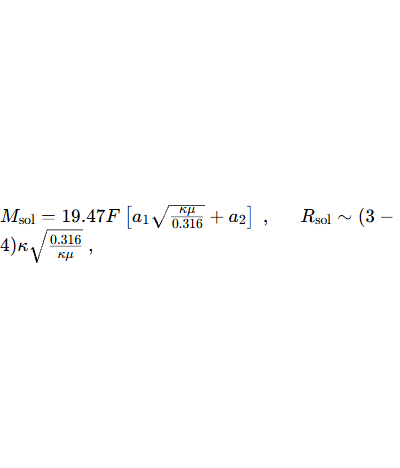 M_sol = 19.47F [a_1 √(κμ/0.316) + a_2] , R_sol ∼ (3 −
4)κ √(0.316/κμ) ,